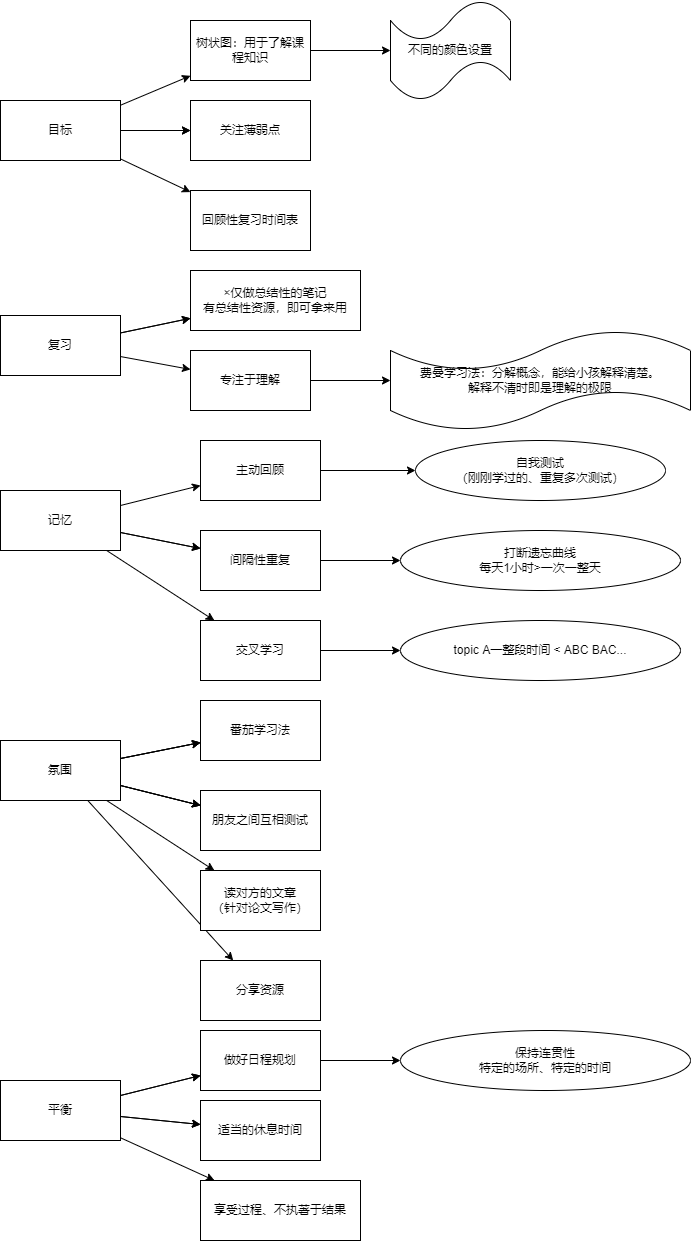 树状图：用于了解课
程知识
不同的颜色设置
目标
关注薄弱点
回顾性复习时间表
×仅做总结性的笔记
有总结性资源，即可拿来用
复习
专注于理解
费曼学习法：分解概念，能给小孩解释清楚。
解释不清时即是理解的极限
主动回顾
自我测试
（刚刚学过的、重复多次测试）
记忆
间隔性重复
打断遗忘曲线
每天1小时>一次一整天
交叉学习
topic A一整段时间 < ABC BAC...
番茄学习法
氛围
朋友之间互相测试
读对方的文章
（针对论文写作）
分享资源
做好日程规划
保持连贯性
特定的场所、特定的时间
平衡
适当的休息时间
享受过程、不执著于结果